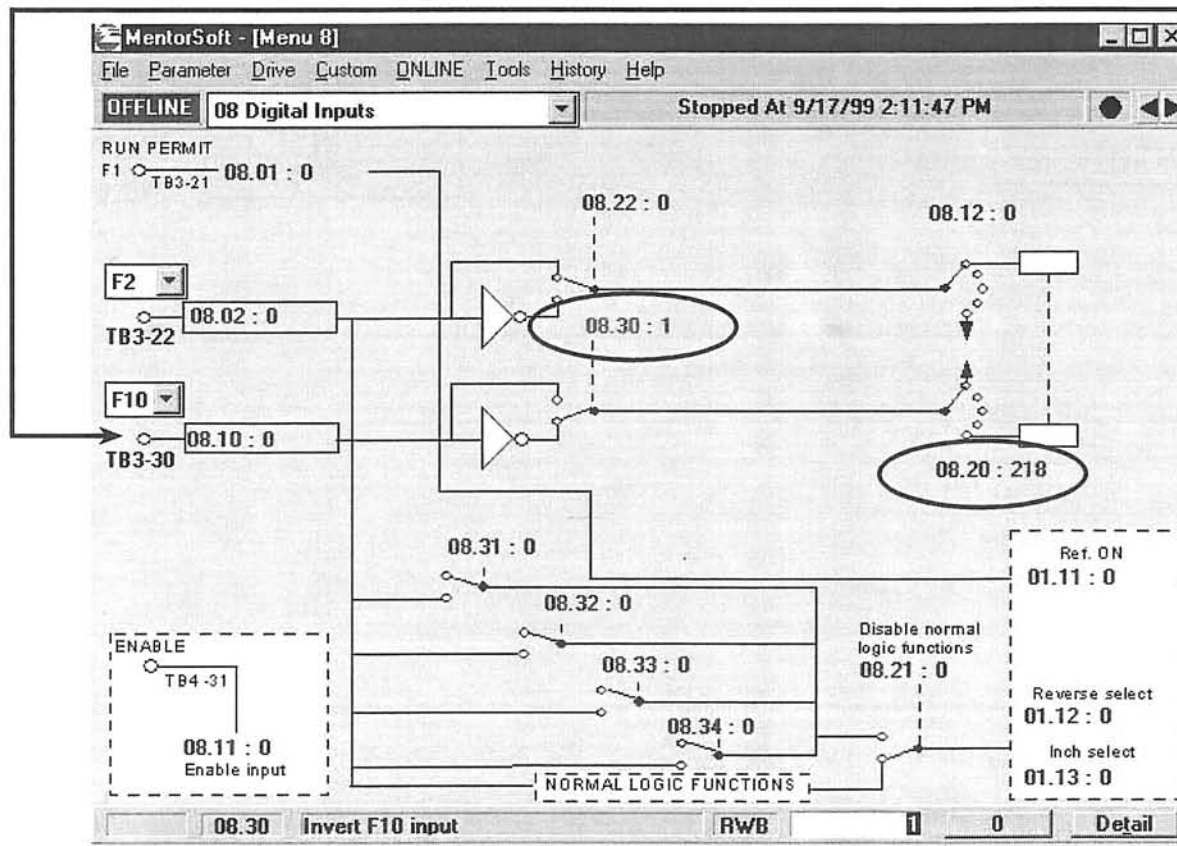 MentorSoft - [Menu 8]
File Parameter Drive Custom ONLINE Tools History Help
OFFLINE 08 Digital Inputs Stopped At 9/17/99 2:11:47 PM
RUN PERMIT
F1 TB3-21 08.01 : 0
08.22 : 0
08.12 : 0
F2
08.02 : 0
TB3-22
08.30 : 1
F10
08.10 : 0
TB3-30
08.20 : 218
08.31 : 0
Ref. ON
01.11 : 0
08.32 : 0
Disable normal
logic functions
08.21 : 0
ENABLE
TB4 -31
08.33 : 0
Reverse select
01.12 : 0
08.34 : 0
08.11 : 0
Enable input
Inch select
01.13 : 0
NORMAL LOGIC FUNCTIONS
08.30 Invert F10 input RWB 1 0 Detail